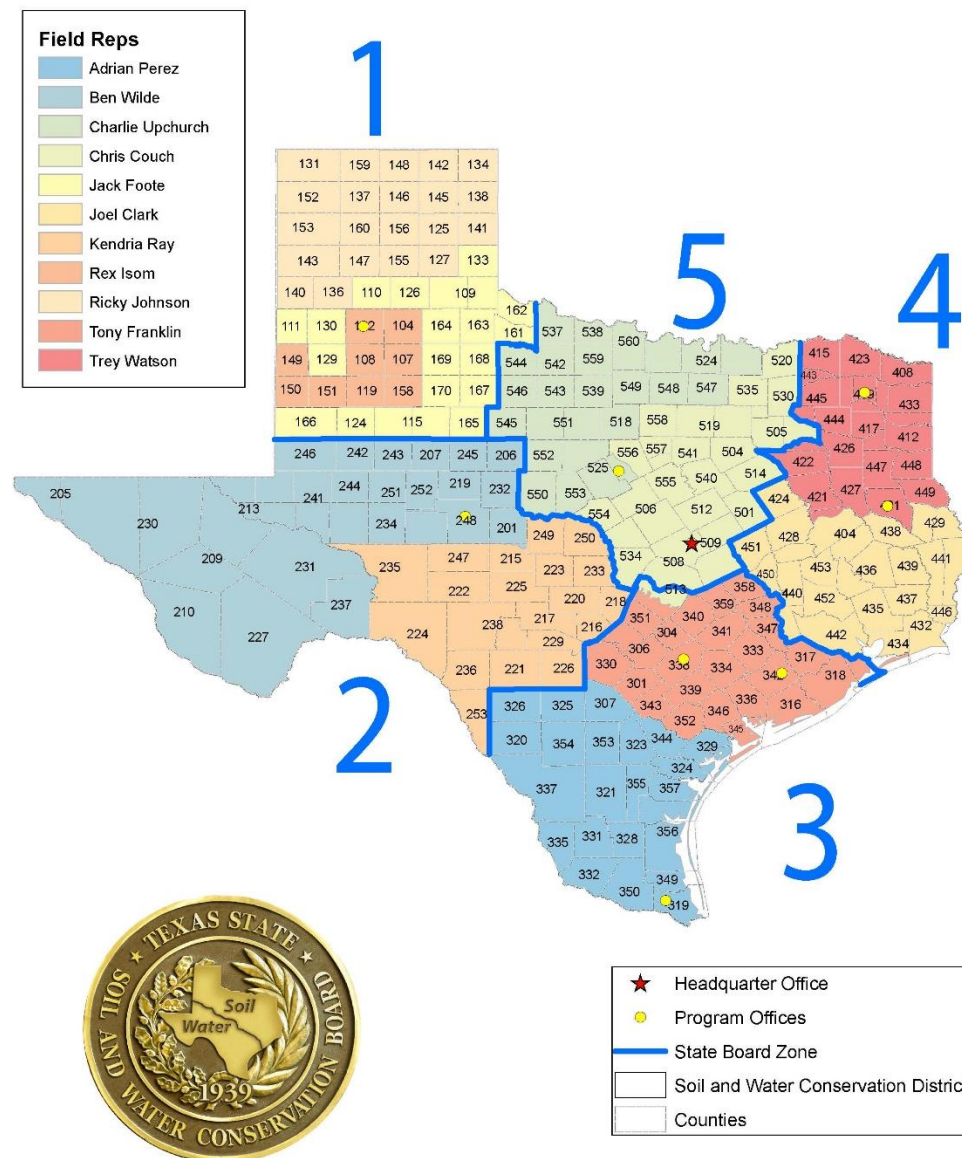 Field Reps
Adrian Perez
Ben Wilde
Charlie Upchurch
Chris Couch
Jack Foote
Joel Clark
Kendria Ray
Rex Isom
Ricky Johnson
Tony Franklin
Trey Watson
1
5
4
2
3
131 159 148 142 134
152 137 146 145 138
153 160 156 125 141
143 147 155 127 133
140 136 110 126 109
162
111 130 104 164 163 161
149 129 108 107 169 168
150 151 119 158 170 167
166 124 115 165
537 538 560
544 542 559 524 520
546 543 539 549 548 547 535 530
545 551 518 558 519 505
552 556 557 541 504
525 555 540 514
550 553 506 512 501
554
534 508 509
513
415 423
443 408
445 433
444 417
426 412
422 447 448
421 427 449
424 438 429
428 404
451 453 436 439 441
450
440 452 435 437 446
432
442 434
246 242 243 207 245 206
205 241 244 251 252 219 232
230 213 234 248 201
209 231
210 237
227
249 250
235 247 215
223 233
222 225 220 218
224 238 217 216
229
236 221 226
253
358
351 340 359 348
304 341 347
306 333 317
330 338 334 318
301 339 336 316
343 346
352 345
326 325 307
320 354 353 323 344 329
324
337 321 355 357
335 331 328 356
332 350 349
319
TEXAS STATE
SOIL AND WATER CONSERVATION BOARD
Soil
Water
1939
Headquarter Office
Program Offices
State Board Zone
Soil and Water Conservation Distric
Counties